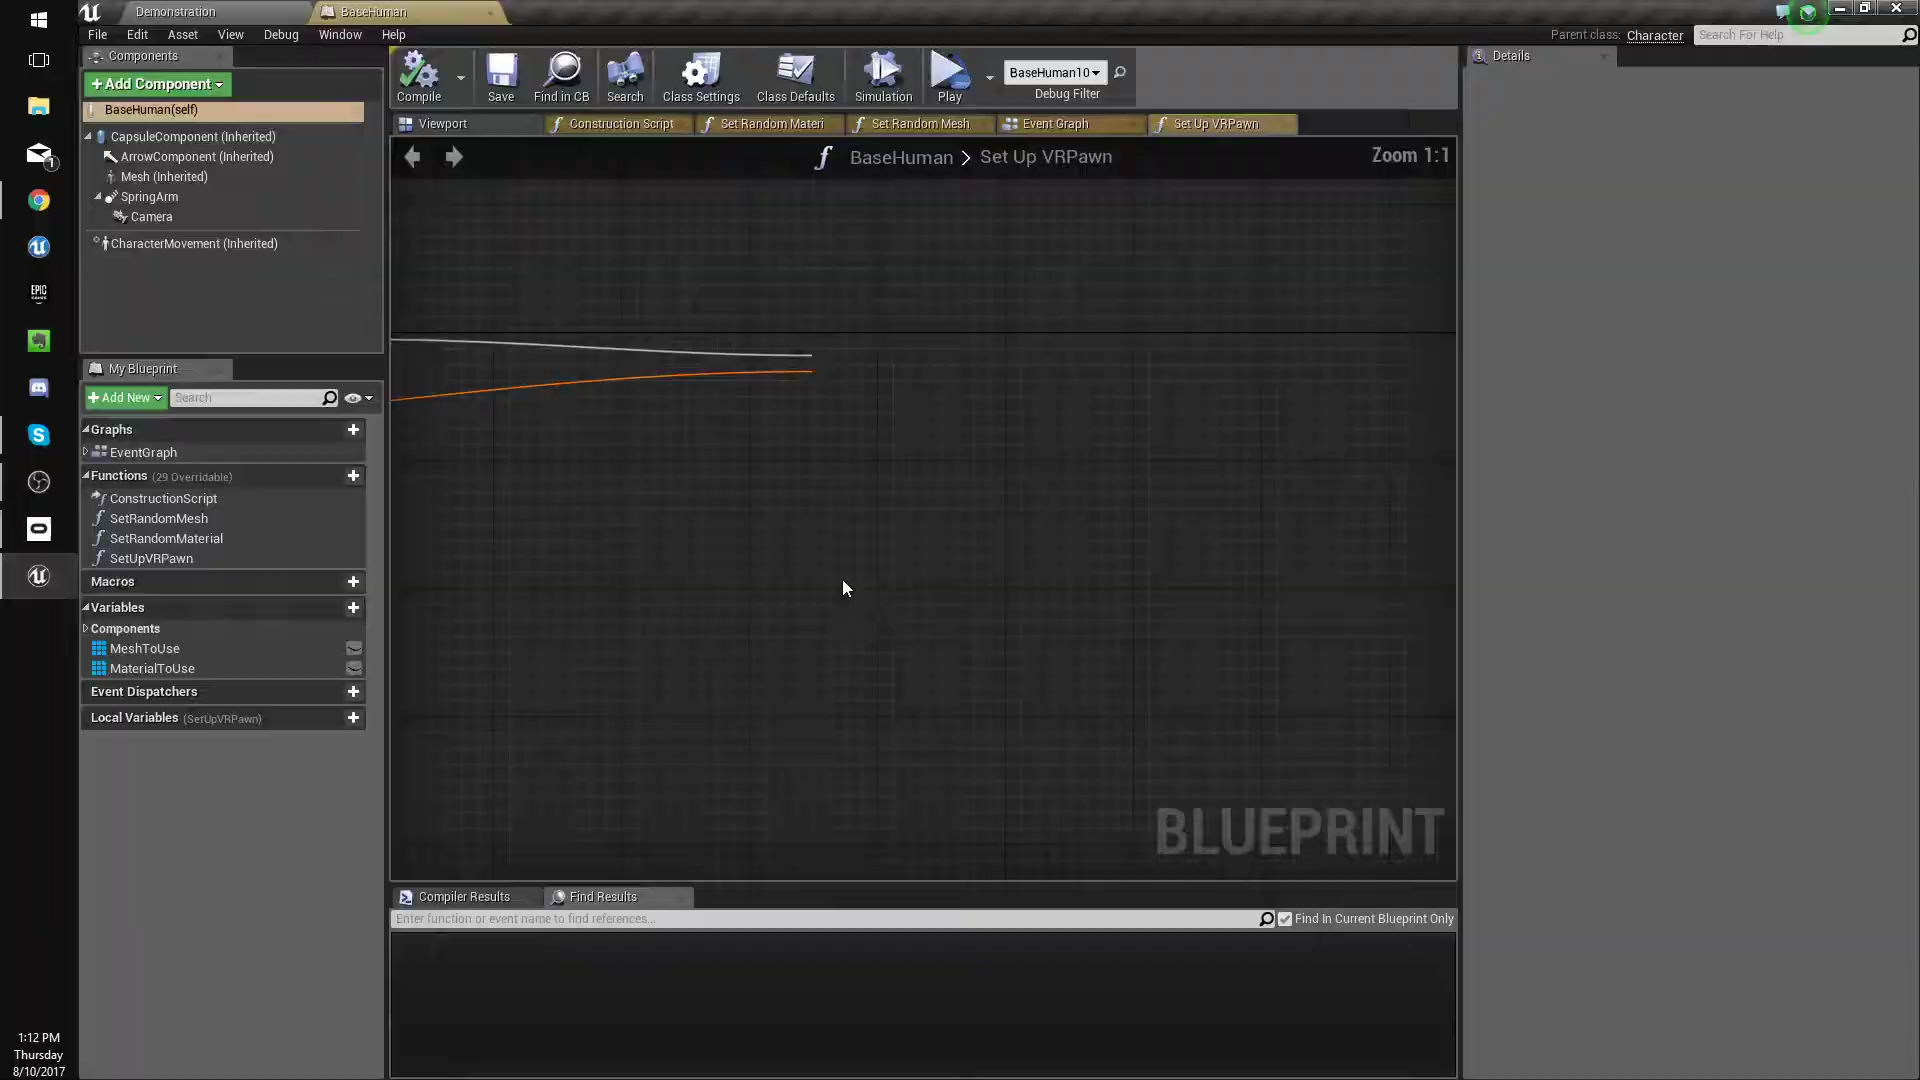 Demonstration
BaseHuman
File Edit Asset View Debug Window Help
Parent class: Character
Search For Help
Components
+Add Component
BaseHuman(self)
CapsuleComponent (Inherited)
ArrowComponent (Inherited)
Mesh (Inherited)
SpringArm
Camera
CharacterMovement (Inherited)
Compile
Save
Find in CB
Search
Class Settings
Class Defaults
Simulation
Play
BaseHuman10
Debug Filter
Viewport
Construction Script
Set Random Materi
Set Random Mesh
Event Graph
Set Up VRPawn
BaseHuman > Set Up VRPawn
Zoom 1:1
My Blueprint
+Add New
Search
Graphs
EventGraph
Functions (29 Overridable)
ConstructionScript
SetRandomMesh
SetRandomMaterial
SetUpVRPawn
Macros
Variables
Components
MeshToUse
MaterialToUse
Event Dispatchers
Local Variables (SetUpVRPawn)
BLUEPRINT
Compiler Results
Find Results
Enter function or event name to find references...
Find In Current Blueprint Only
Details
EPIC
GAMES
1
1:12 PM
Thursday
8/10/2017